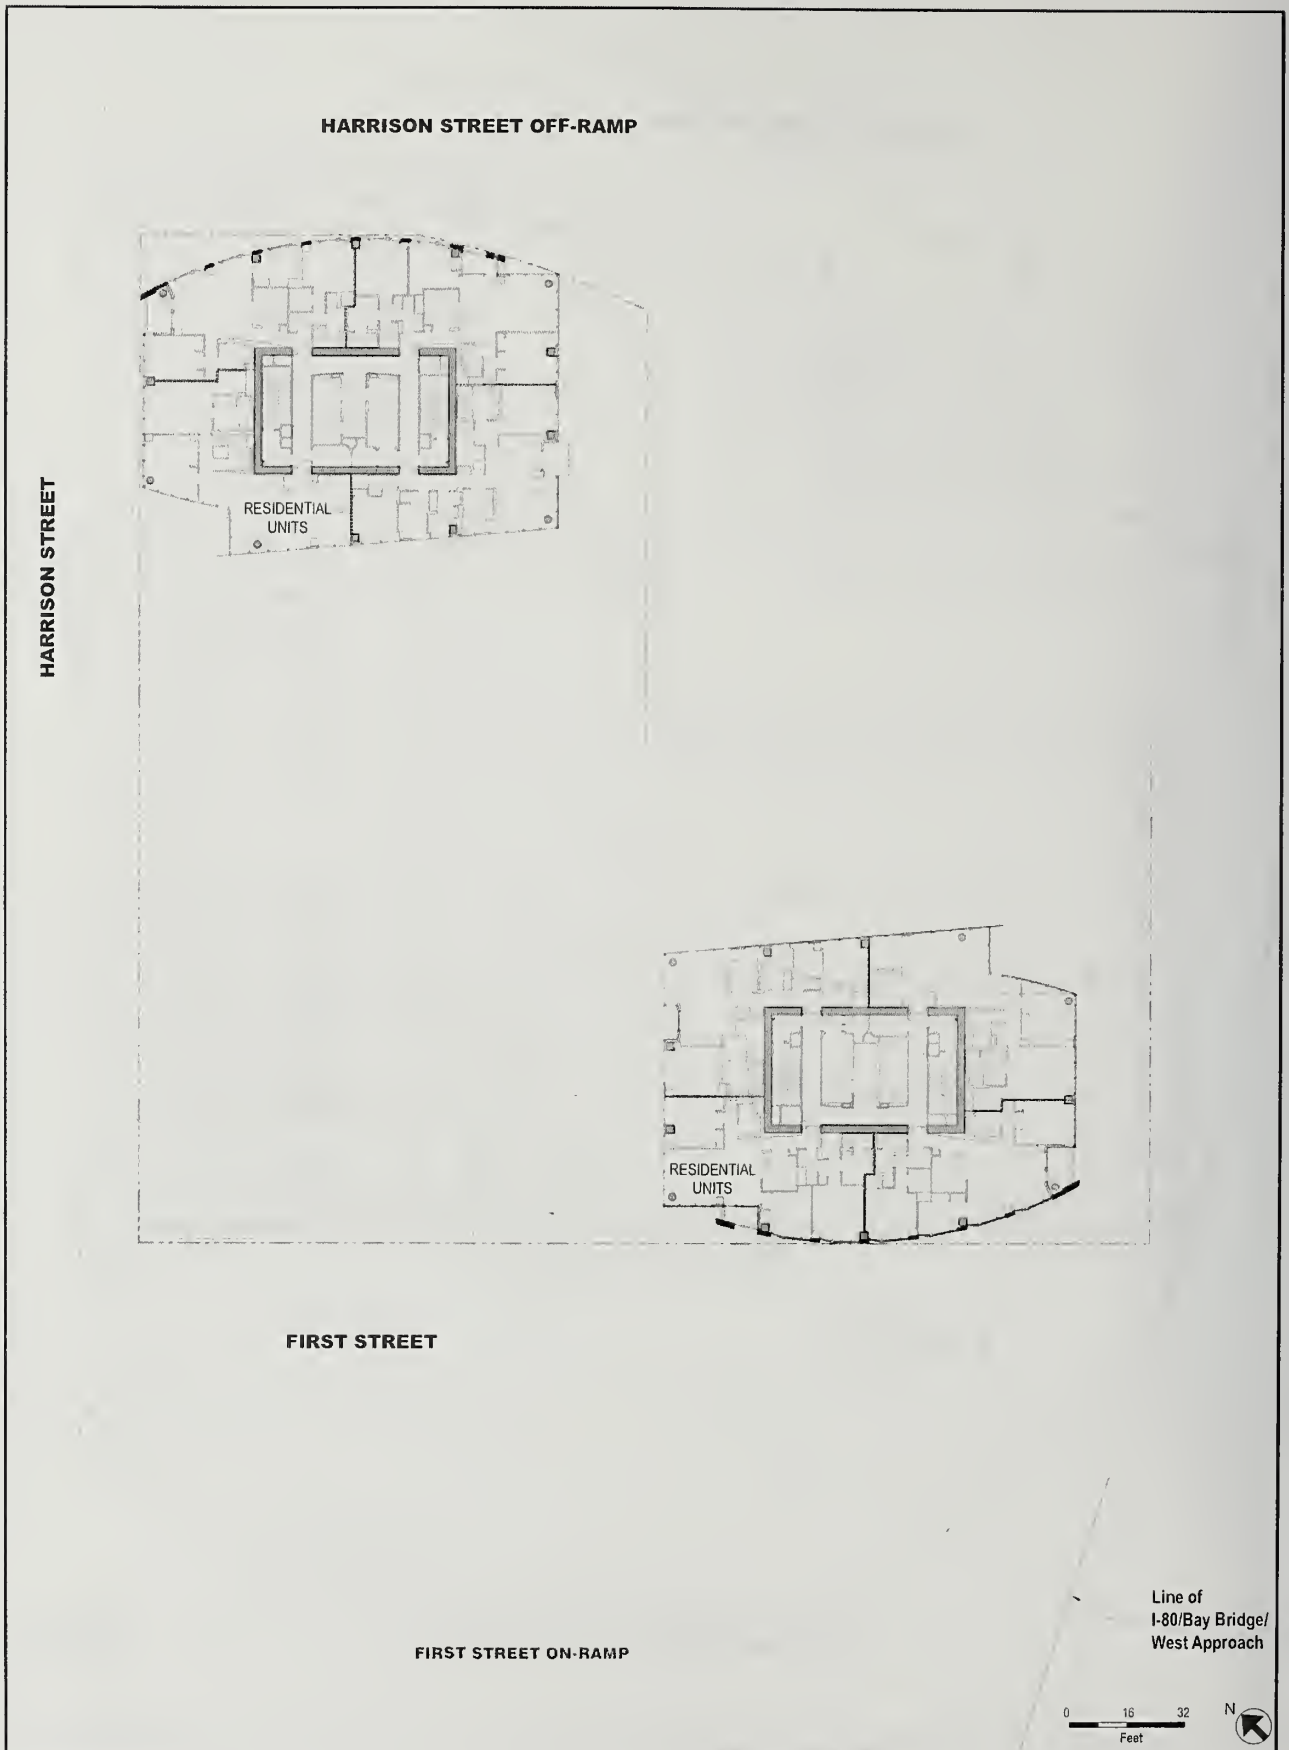 HARRISON STREET OFF-RAMP
HARRISON STREET
RESIDENTIAL
UNITS
RESIDENTIAL
UNITS
FIRST STREET
Line of
I-80/Bay Bridge/
West Approach
FIRST STREET ON-RAMP
0 16 32
Feet
N